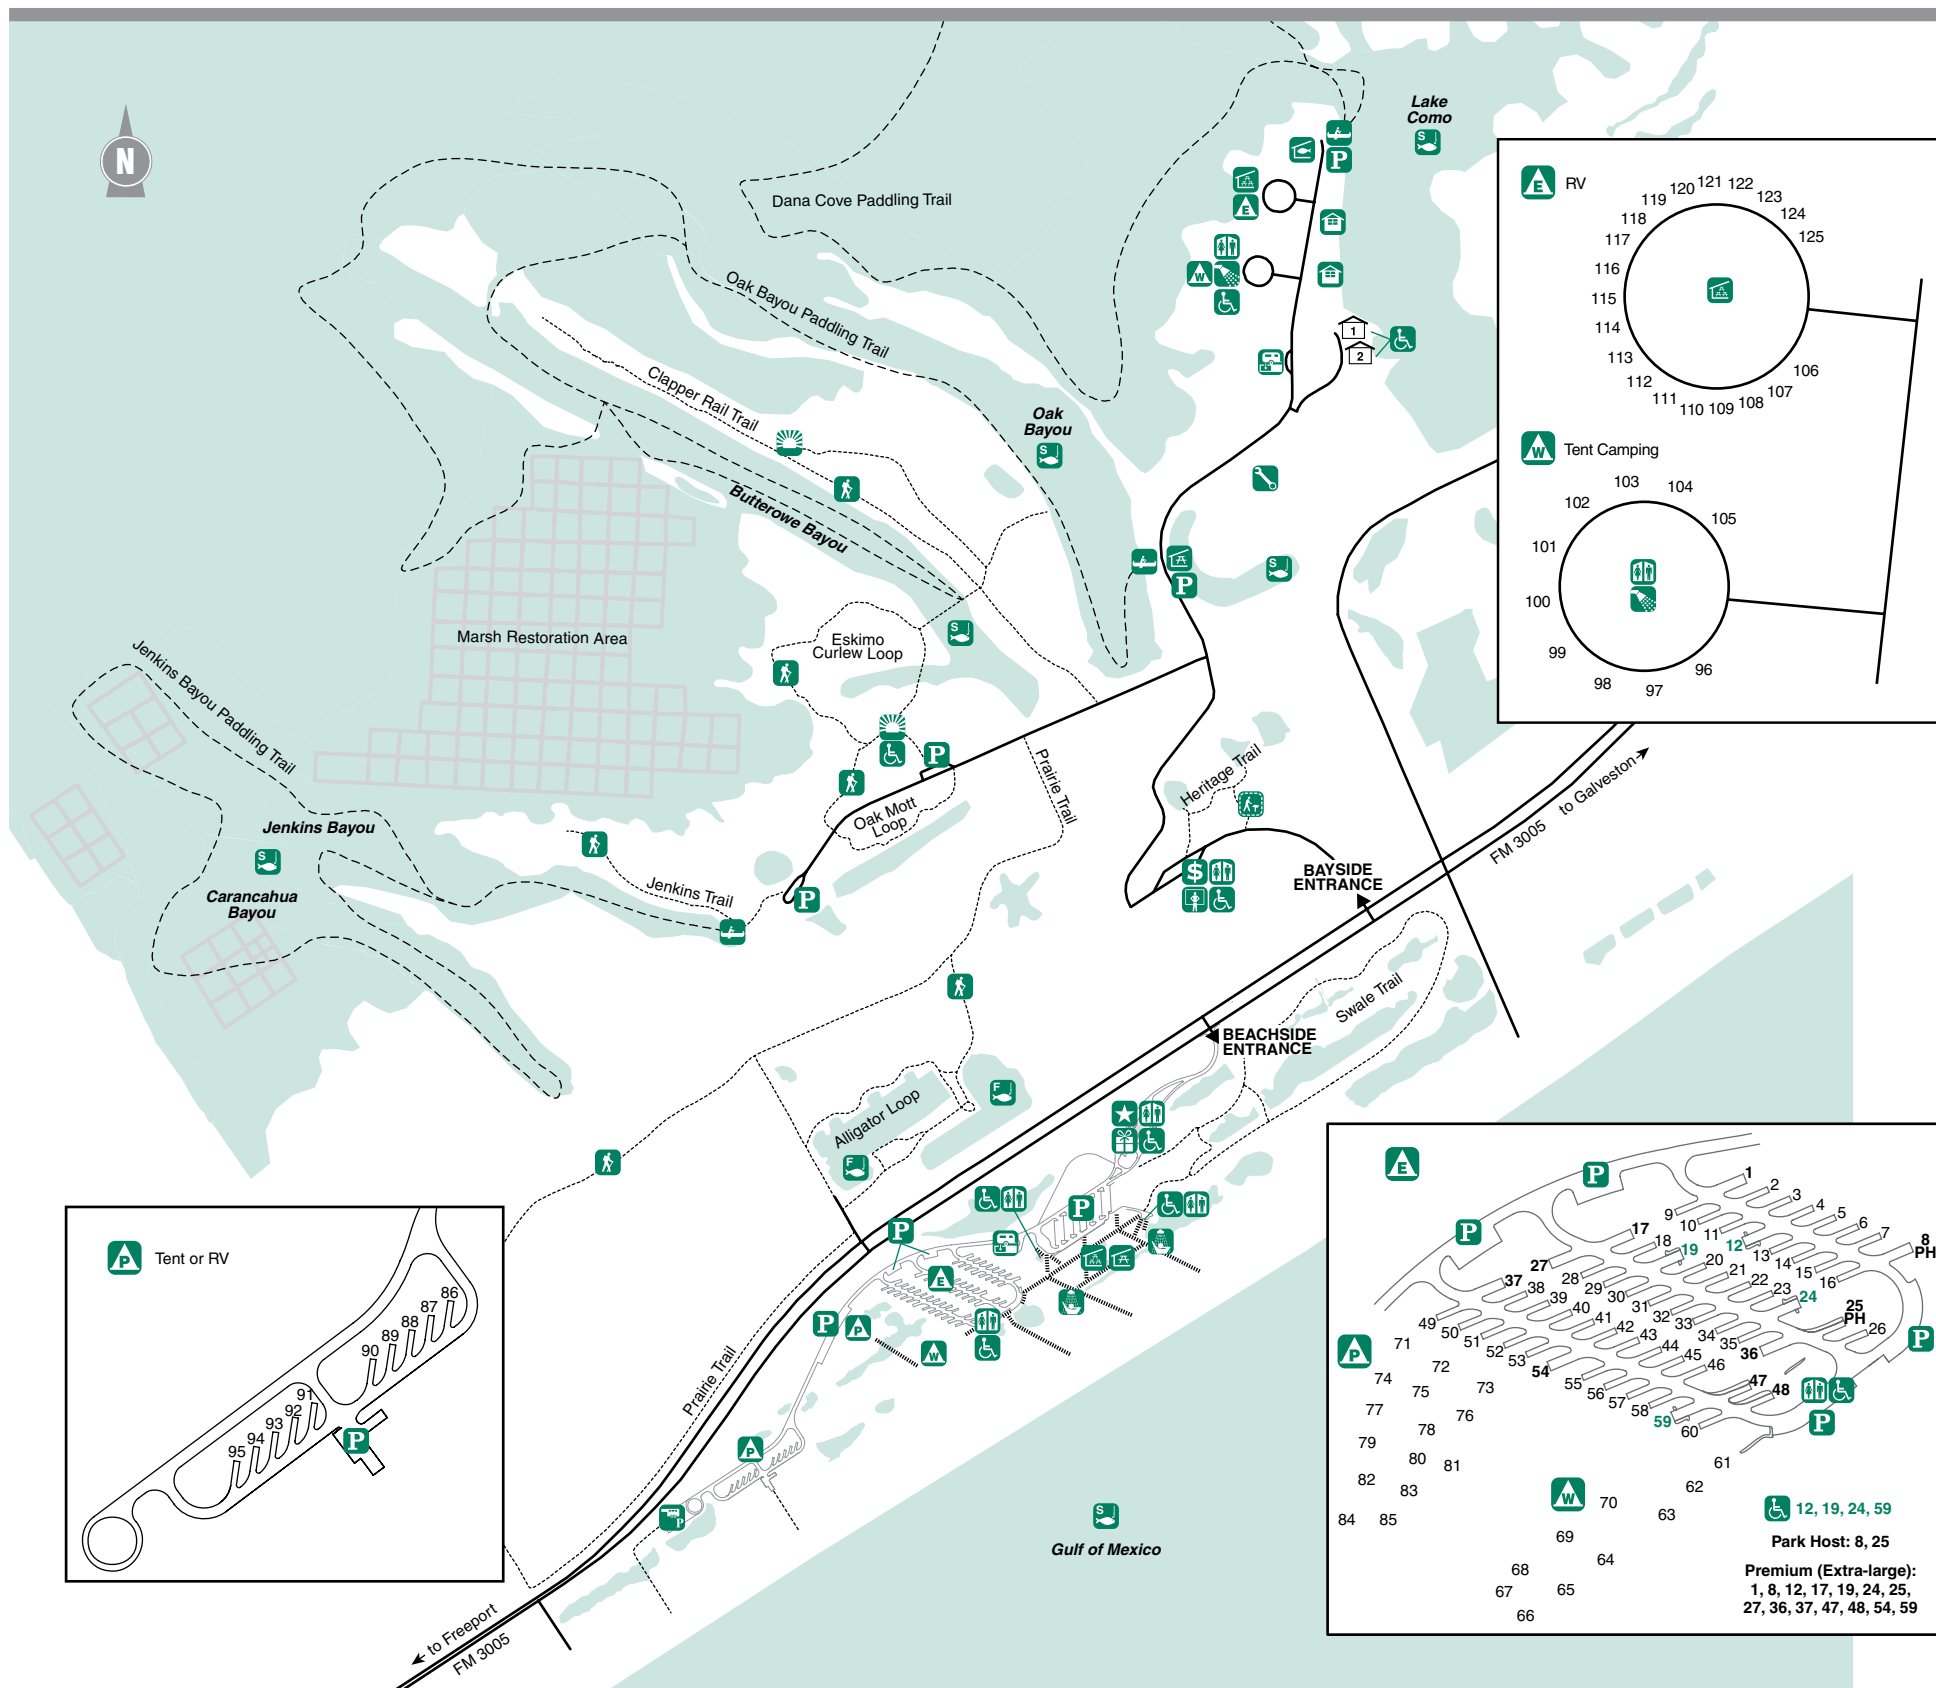 N
Lake
Como
S
Dana Cove Paddling Trail
P
E
W
Oak Bayou Paddling Trail
1
2
Clapper Rail Trail
Oak
Bayou
S
Butterowe Bayou
S
P
Marsh Restoration Area
Eskimo
Curlew Loop
S
Jenkins Bayou Paddling Trail
P
Prairie Trail
Heritage Trail
Oak Mott
Loop
Jenkins Bayou
S
Carancahua
Bayou
Jenkins Trail
P
$
BAYSIDE
ENTRANCE
FM 3005
to Galveston
Swale Trail
BEACHSIDE
ENTRANCE
F
Alligator Loop
F
P
P
E
P
P
W
Prairie Trail
P
P
S
Gulf of Mexico
to Freeport
FM 3005
E
RV
121
120
122
119
123
118
124
117
125
116
115
114
113
106
112
107
111
108
110
109
W
Tent Camping
103
104
102
105
101
100
99
96
98
97
P
Tent or RV
86
87
88
89
90
91
92
93
94
95
P
E
P
P
1
2
3
4
5
6
7
8
PH
9
10
11
12
13
14
15
16
17
18
19
20
21
22
23
24
25
PH
26
27
28
29
30
31
32
33
34
35
36
37
38
39
40
41
42
43
44
45
46
47
48
49
50
51
52
53
54
55
56
57
58
59
60
P
P
P
71
72
73
74
75
76
77
78
79
80
81
82
83
84
85
W
61
62
63
70
69
64
68
65
67
66
12, 19, 24, 59
Park Host: 8, 25
Premium (Extra-large):
1, 8, 12, 17, 19, 24, 25,
27, 36, 37, 47, 48, 54, 59